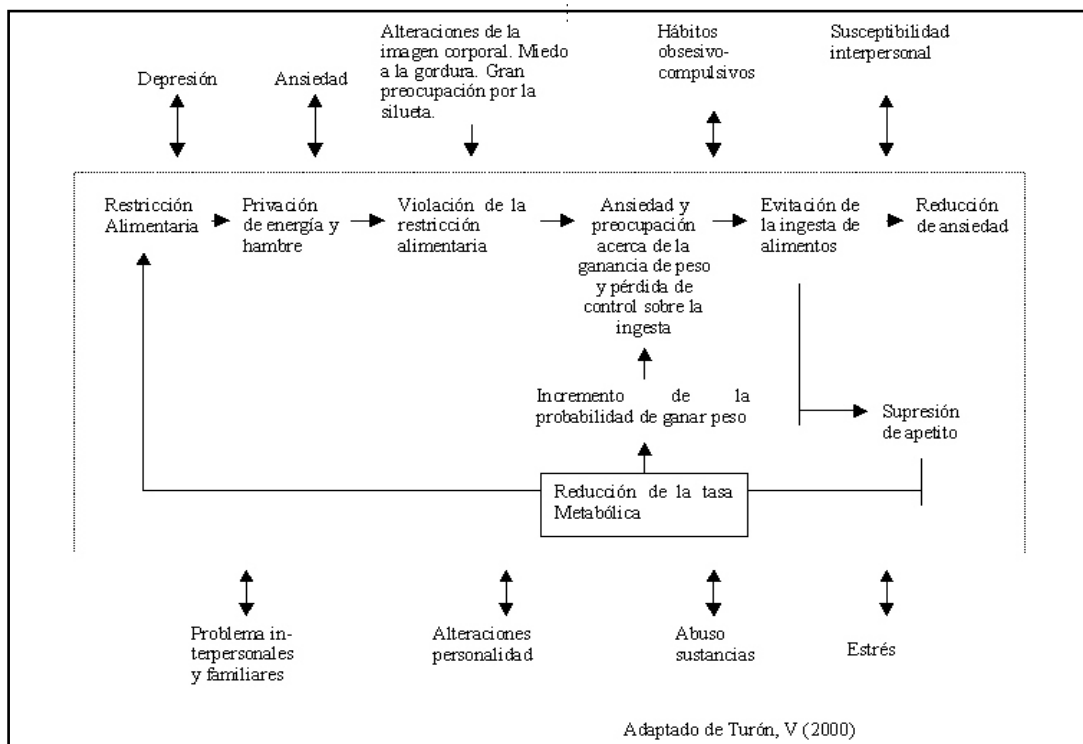 Depresión
Ansiedad
Alteraciones de la
imagen corporal. Miedo
a la gordura. Gran
preocupación por la
silueta.
Hábitos
obsesivo-
compulsivos
Susceptibilidad
interpersonal
Restricción
Alimentaria
Privación
de energía y
hambre
Violación de la
restricción
alimentaria
Ansiedad y
preocupación
acerca de la
ganancia de peso
y pérdida de
control sobre la
ingesta
Evitación de
la ingesta de
alimentos
Reducción
de ansiedad
Incremento de la
probabilidad de ganar peso
Supresión
de apetito
Reducción de la tasa
Metabólica
Problema in-
terpersonales
y familiares
Alteraciones
personalidad
Abuso
sustancias
Estrés
Adaptado de Turón, V (2000)